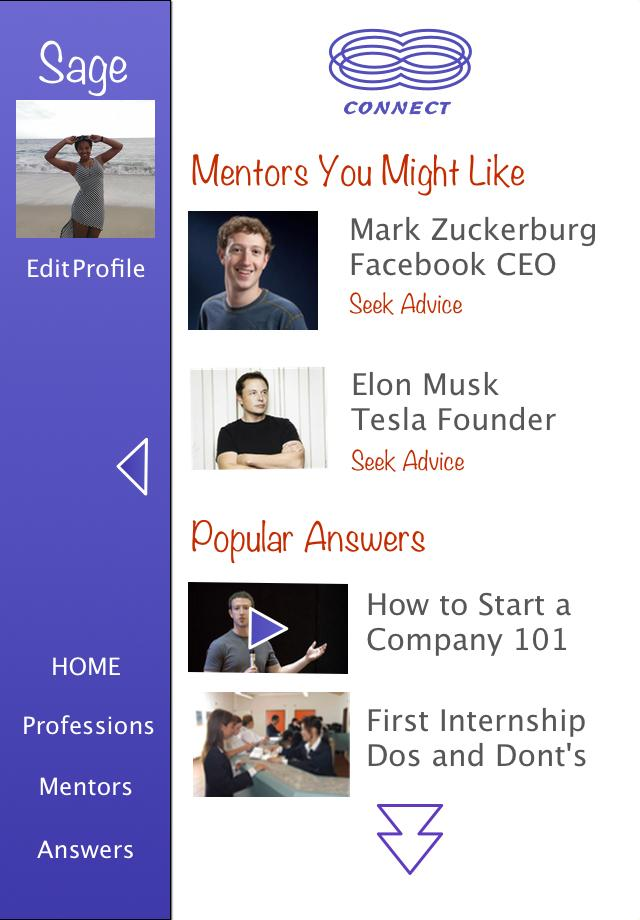 Sage
EditProfile
HOME
Professions
Mentors
Answers
CONNECT
Mentors You Might Like
Mark Zuckerburg
Facebook CEO
Seek Advice
Elon Musk
Tesla Founder
Seek Advice
Popular Answers
How to Start a
Company 101
First Internship
Dos and Dont's